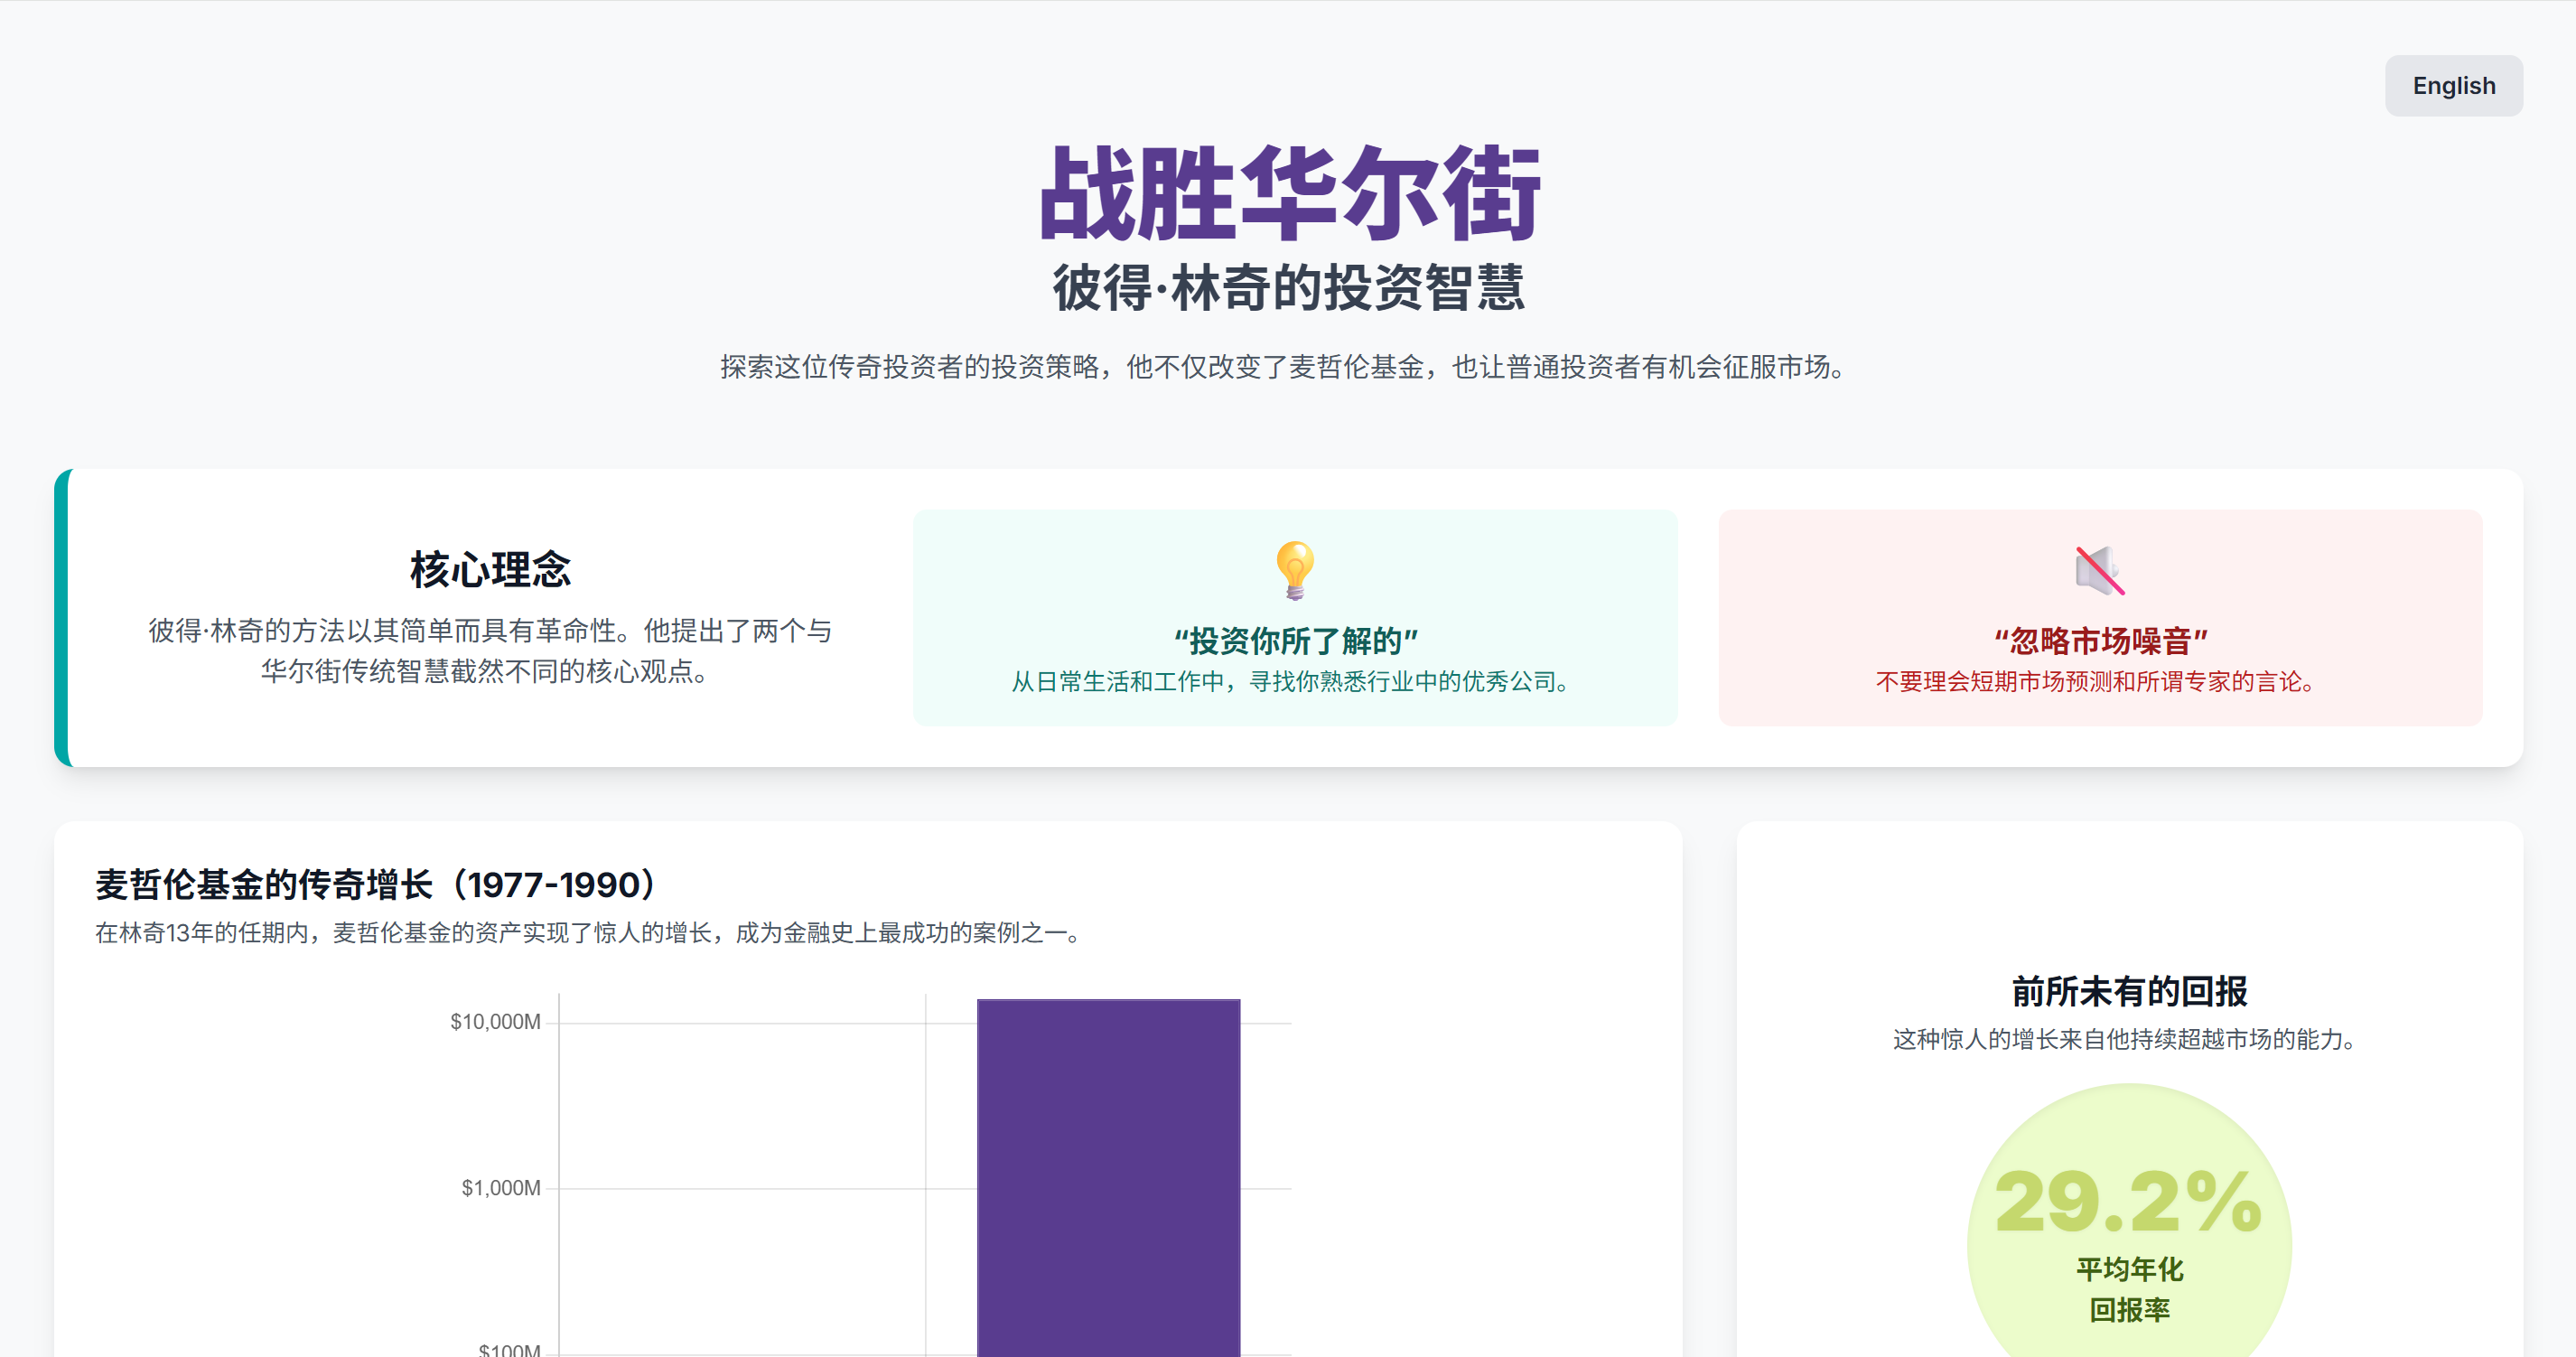 English
战胜华尔街
彼得·林奇的投资智慧
探索这位传奇投资者的投资策略，他不仅改变了麦哲伦基金，也让普通投资者有机会征服市场。
核心理念
彼得·林奇的方法以其简单而具有革命性。他提出了两个与
华尔街传统智慧截然不同的核心观点。
“投资你所了解的”
从日常生活和工作中，寻找你熟悉行业中的优秀公司。
“忽略市场噪音”
不要理会短期市场预测和所谓专家的言论。
麦哲伦基金的传奇增长（1977-1990）
在林奇13年的任期内，麦哲伦基金的资产实现了惊人的增长，成为金融史上最成功的案例之一。
$10,000M
$1,000M
$100M
前所未有的回报
这种惊人的增长来自他持续超越市场的能力。
29.2%
平均年化
回报率